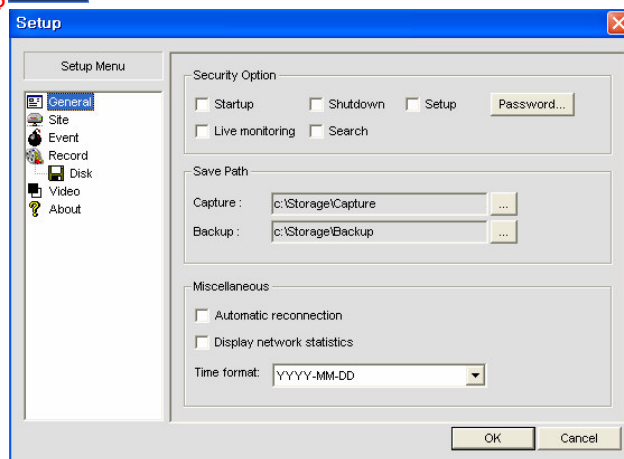 Setup
Setup Menu
General
Site
Event
Record
Disk
Video
About
Security Option
Startup Shutdown Setup Password...
Live monitoring Search
Save Path
Capture : c:\Storage\Capture ...
Backup : c:\Storage\Backup ...
Miscellaneous
Automatic reconnection
Display network statistics
Time format: YYYY-MM-DD
OK Cancel